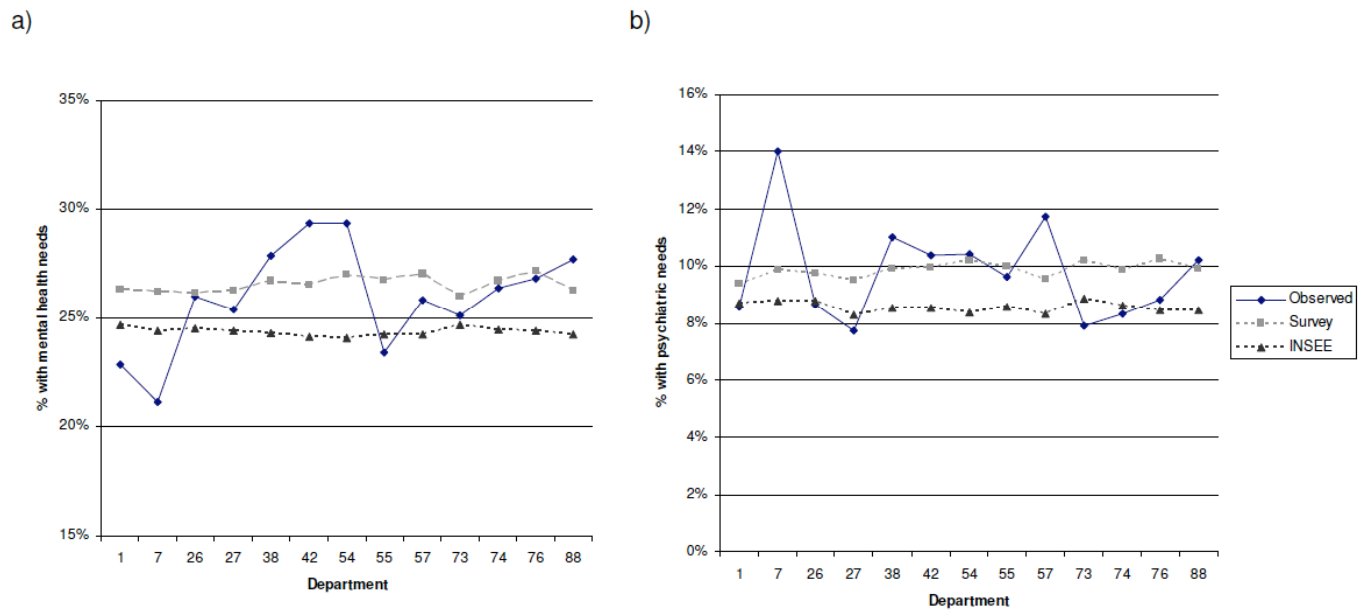 a)
35%
30%
25%
20%
15%
% with mental health needs
1 7 26 27 38 42 54 55 57 73 74 76 88
Department
b)
16%
14%
12%
10%
8%
6%
4%
2%
0%
% with psychiatric needs
1 7 26 27 38 42 54 55 57 73 74 76 88
Department
Observed
Survey
INSEE